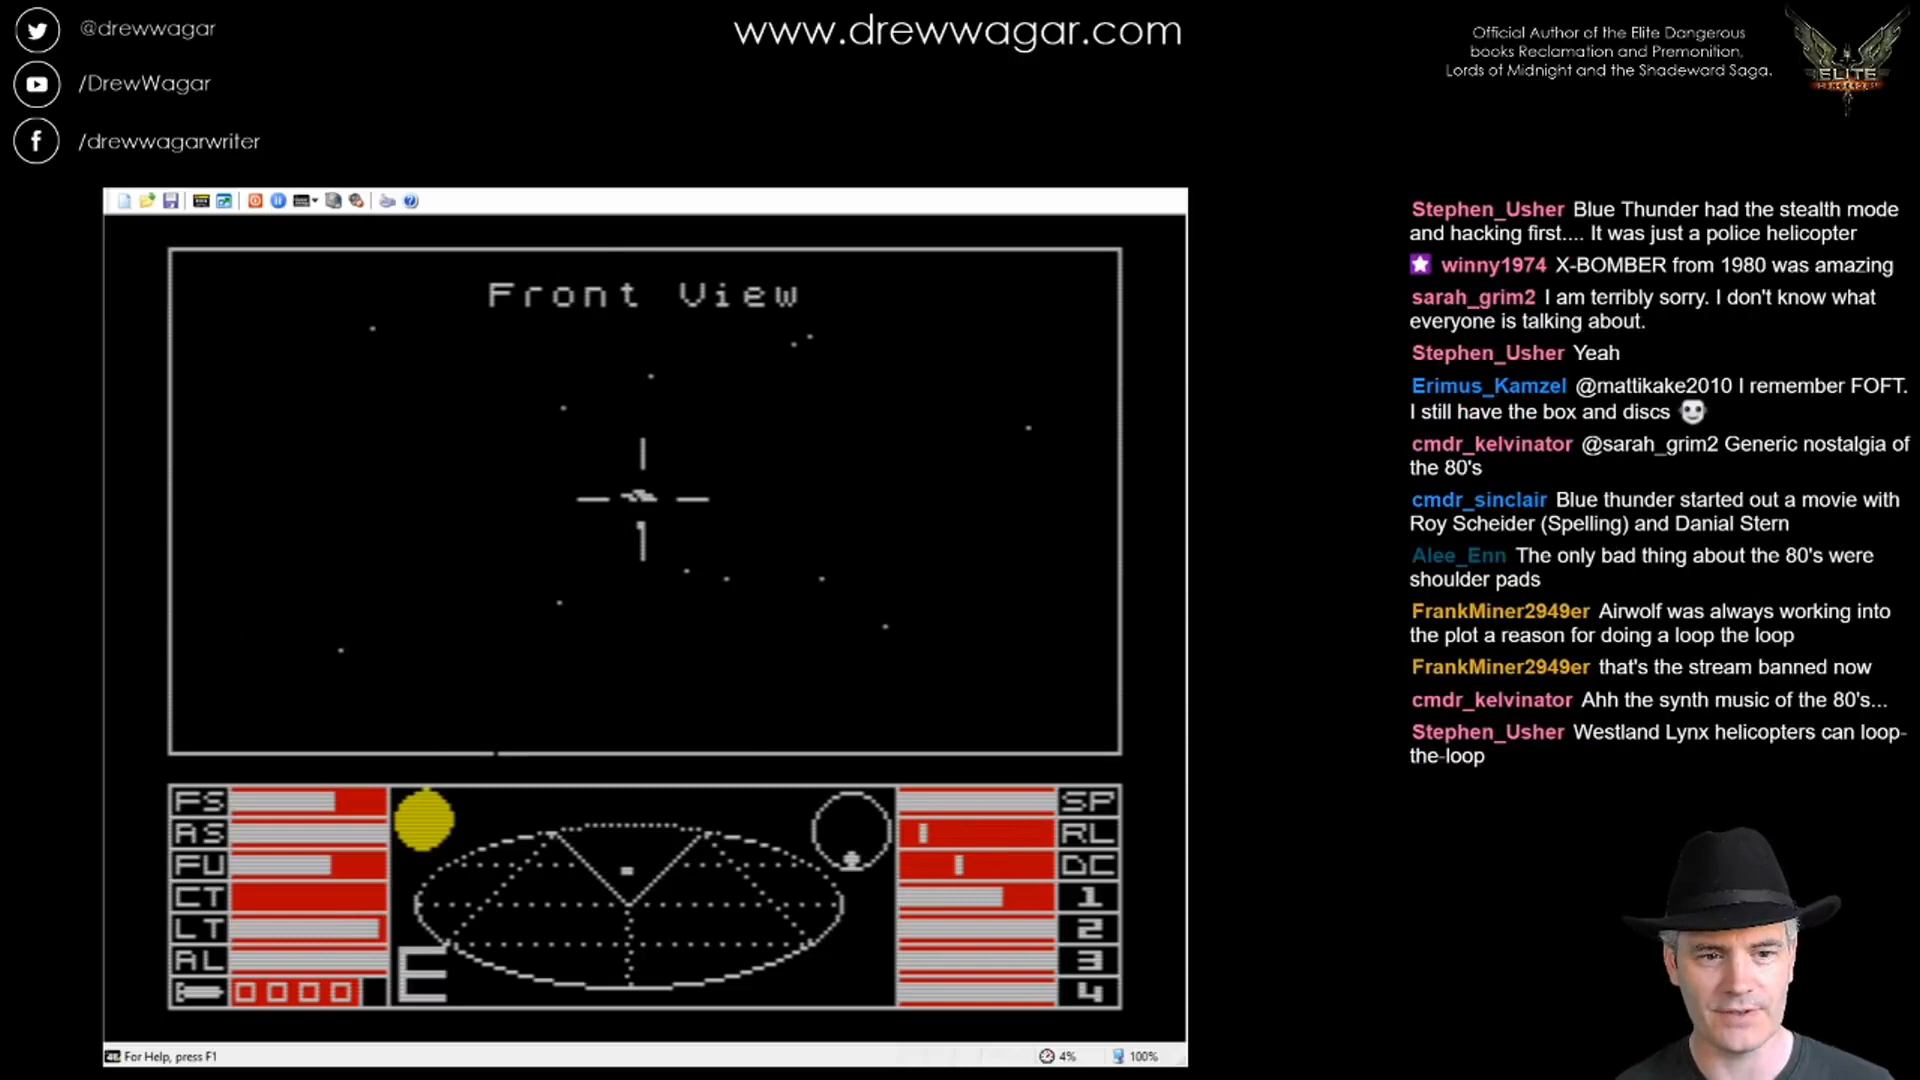 @drewwagar
/DrewWagar
/drewwagarwriter
www.drewwagar.com
Official Author of the Elite Dangerous
books Reclamation and Premonition,
Lords of Midnight and the Shadeward Saga.
ELITE
DANGEROUS
Front View
FS
AS
FU
CT
LT
AL
E
SP
RL
DC
1
2
3
4
For Help, press F1
4%
100%
Stephen_Usher Blue Thunder had the stealth mode
and hacking first.... It was just a police helicopter
winny1974 X-BOMBER from 1980 was amazing
sarah_grim2 I am terribly sorry. I don't know what
everyone is talking about.
Stephen_Usher Yeah
Erimus_Kamzel @mattikake2010 I remember FOFT.
I still have the box and discs
cmdr_kelvinator @sarah_grim2 Generic nostalgia of
the 80's
cmdr_sinclair Blue thunder started out a movie with
Roy Scheider (Spelling) and Danial Stern
Alee_Enn The only bad thing about the 80's were
shoulder pads
FrankMiner2949er Airwolf was always working into
the plot a reason for doing a loop the loop
FrankMiner2949er that's the stream banned now
cmdr_kelvinator Ahh the synth music of the 80's...
Stephen_Usher Westland Lynx helicopters can loop-
the-loop